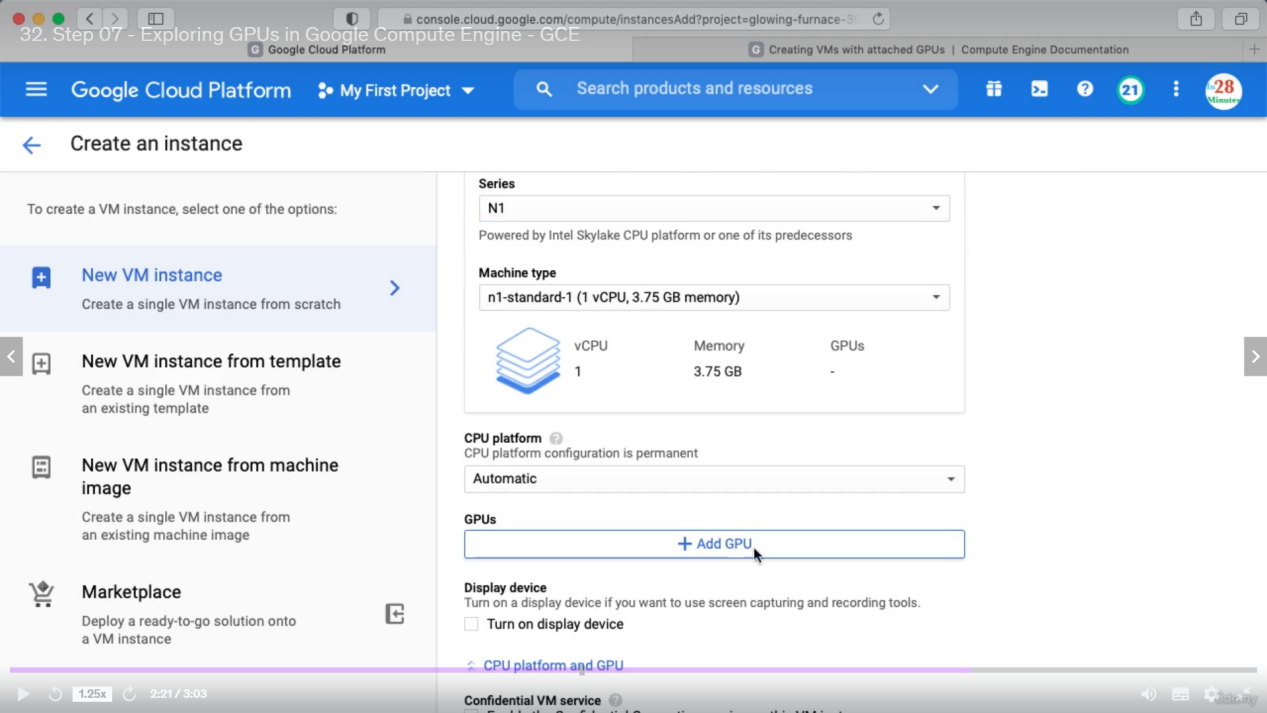 console.cloud.google.com/compute/instancesAdd?project=glowing-furnace-30
32. Step 07 - Exploring GPUs in Google Compute Engine - GCE
G Google Cloud Platform
G Creating VMs with attached GPUs | Compute Engine Documentation
Google Cloud Platform
My First Project
Search products and resources
21
in28
Minutes
Create an instance
To create a VM instance, select one of the options:
New VM instance
Create a single VM instance from scratch
New VM instance from template
Create a single VM instance from
an existing template
New VM instance from machine
image
Create a single VM instance from
an existing machine image
Marketplace
Deploy a ready-to-go solution onto
a VM instance
Series
N1
Powered by Intel Skylake CPU platform or one of its predecessors
Machine type
n1-standard-1 (1 vCPU, 3.75 GB memory)
vCPU Memory GPUs
1 3.75 GB -
CPU platform
CPU platform configuration is permanent
Automatic
GPUs
+ Add GPU
Display device
Turn on a display device if you want to use screen capturing and recording tools.
Turn on display device
CPU platform and GPU
Confidential VM service
1.25x
2:21 / 3:03